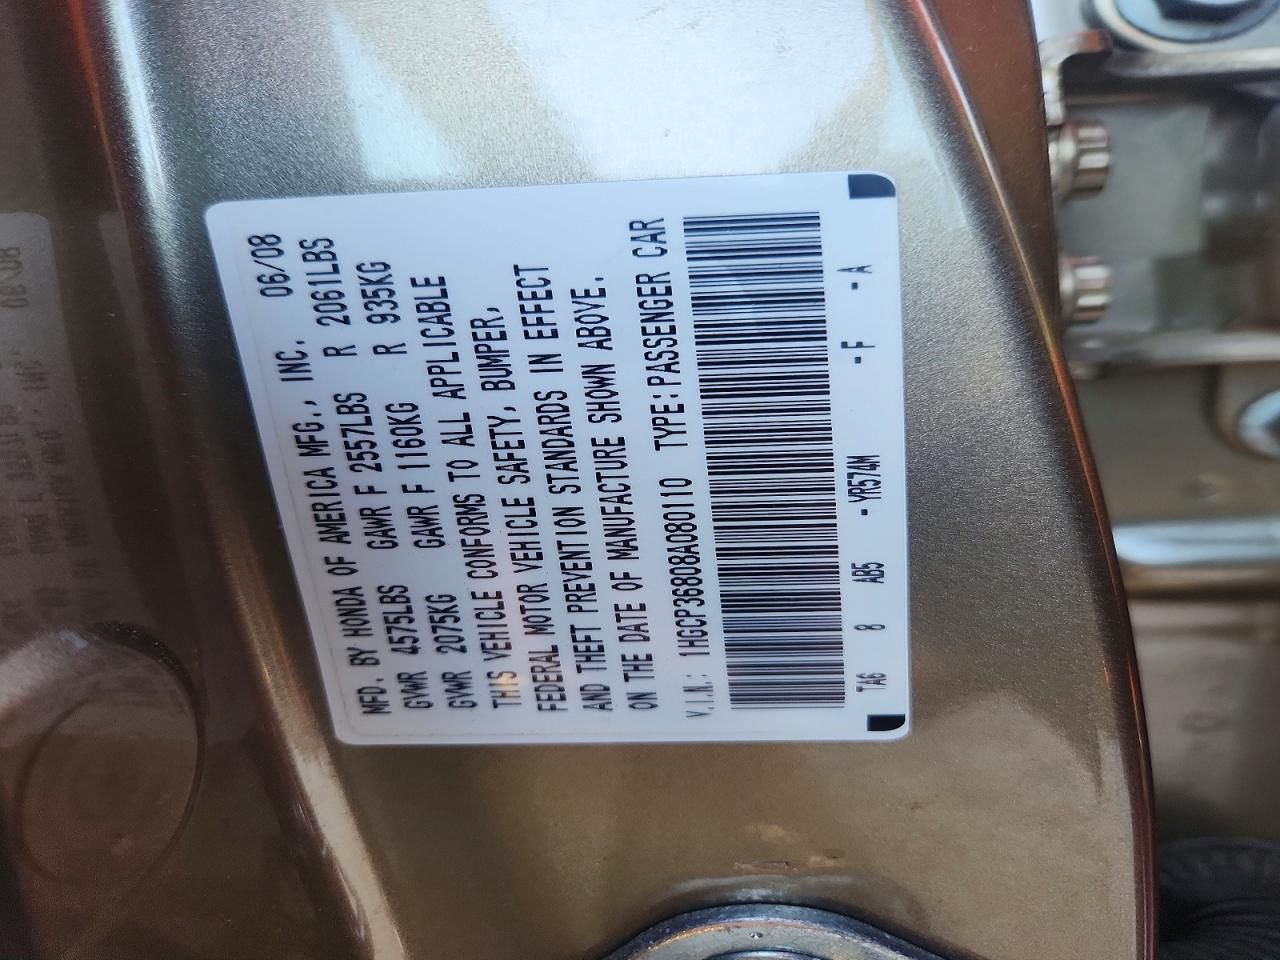 MFD. BY HONDA OF AMERICA MFG., INC. 06/08
GVWR 4575LBS GAWR F 2557LBS R 2061LBS
GVWR 2075KG GAWR F 1160KG R 935KG
THIS VEHICLE CONFORMS TO ALL APPLICABLE
FEDERAL MOTOR VEHICLE SAFETY, BUMPER,
AND THEFT PREVENTION STANDARDS IN EFFECT
ON THE DATE OF MANUFACTURE SHOWN ABOVE.
V.I.N.: 1HGCP36808A080110 TYPE:PASSENGER CAR
TA6 8 AB5 -YR574M -F -A